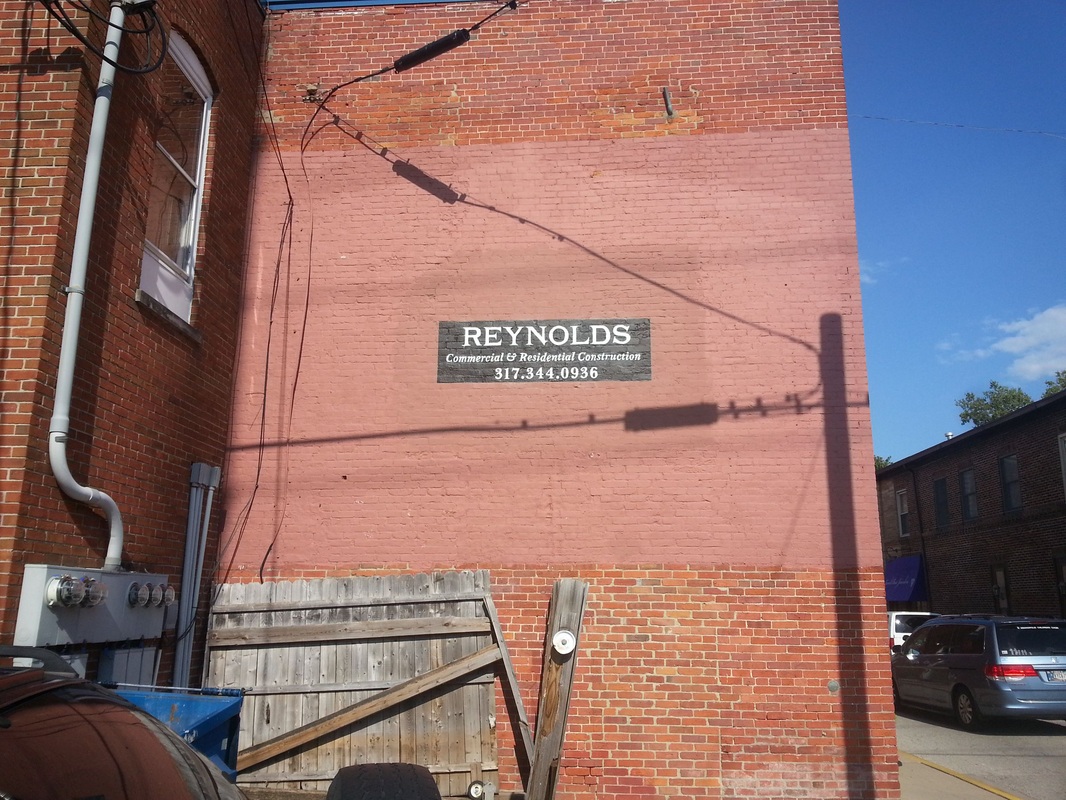 REYNOLDS
Commercial & Residential Construction
317.344.0936